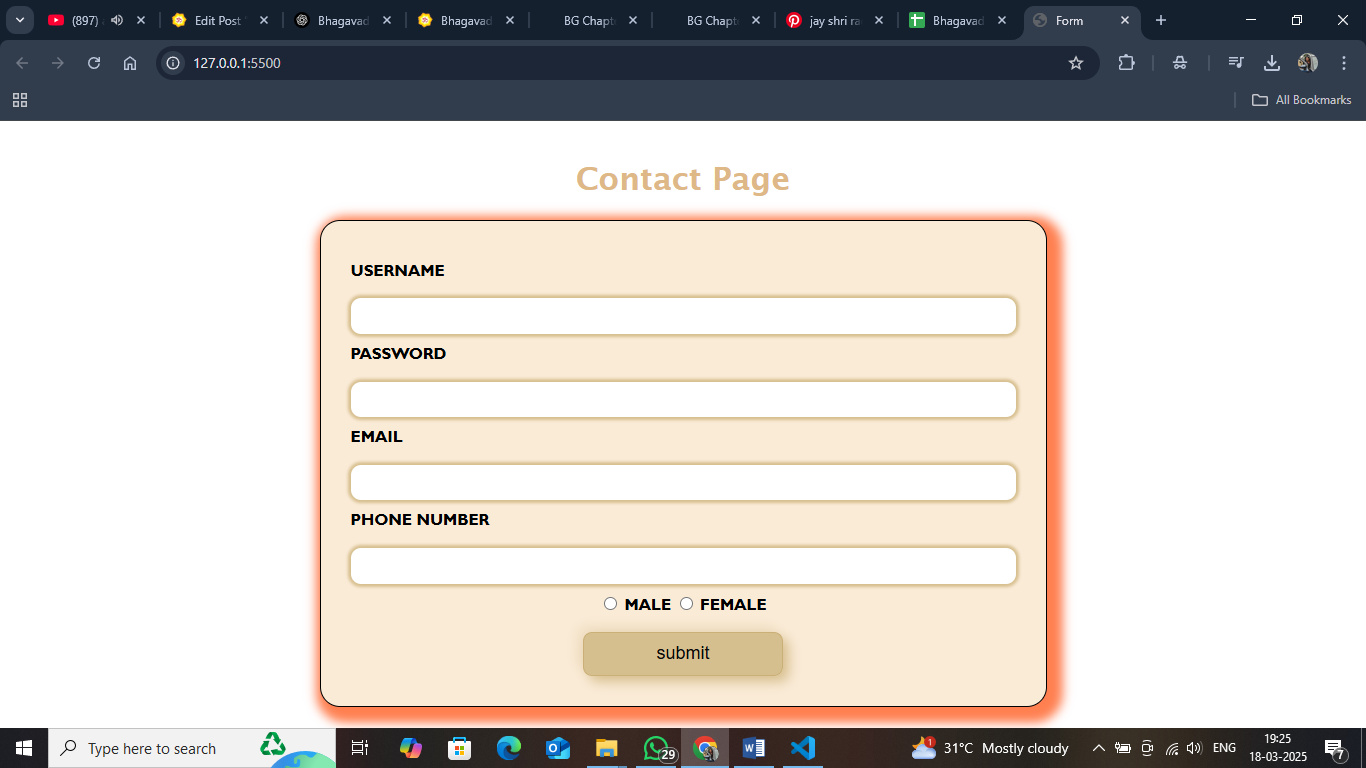 (897)
Edit Post
Bhagavad
Bhagavad
BG Chapt
BG Chapt
jay shri ra
Bhagavad
Form
127.0.0.1:5500
All Bookmarks
Contact Page
USERNAME
PASSWORD
EMAIL
PHONE NUMBER
MALE FEMALE
submit
Type here to search
29
1
31°C Mostly cloudy
ENG
19:25
18-03-2025
7